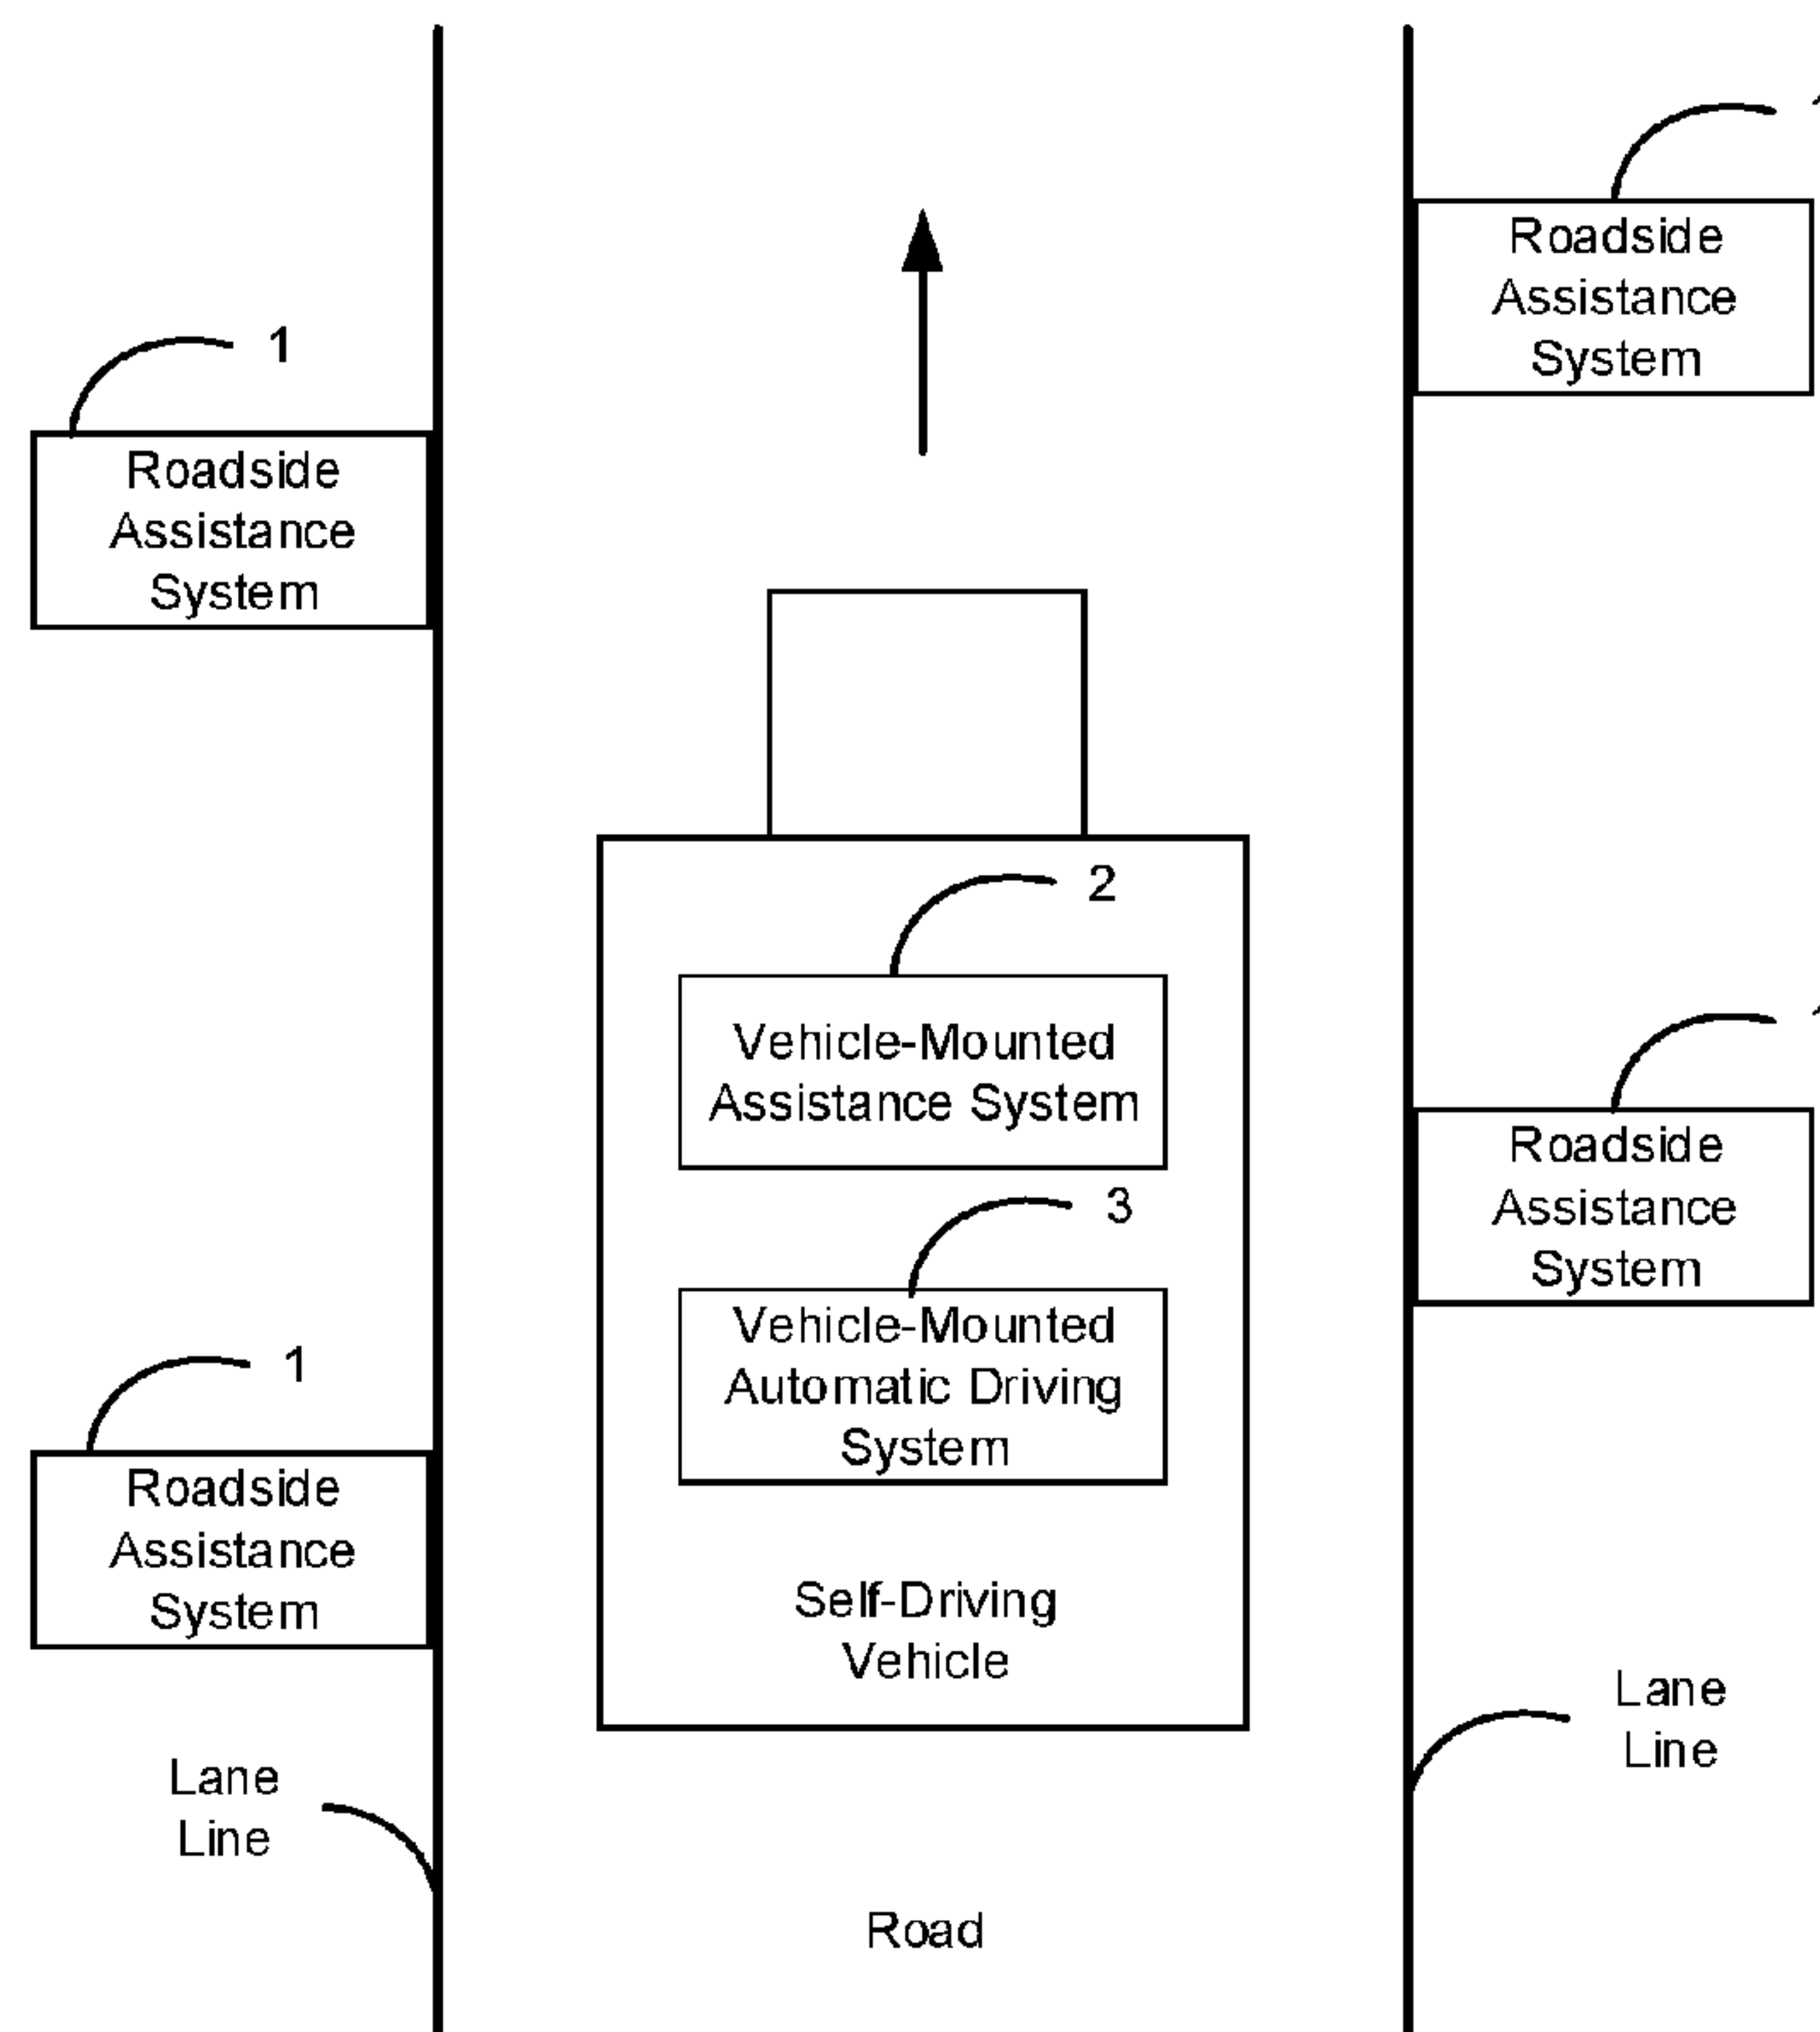 Roadside
Assistance
System
1
Roadside
Assistance
System
2
Vehicle-Mounted
Assistance System
Roadside
Assistance
System
3
Vehicle-Mounted
Automatic Driving
System
1
Roadside
Assistance
System
Self-Driving
Vehicle
Lane
Line
Lane
Line
Road